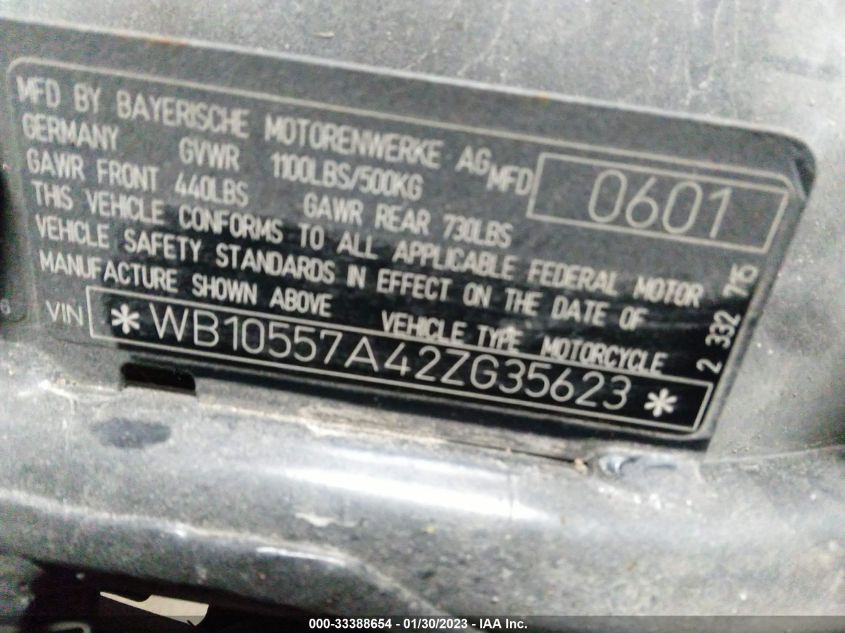 MFD BY BAYERISCHE MOTORENWERKE AG MFD 0601
GERMANY GVWR 1100LBS/500KG
GAWR FRONT 440LBS GAWR REAR 730LBS
THIS VEHICLE CONFORMS TO ALL APPLICABLE FEDERAL MOTOR
VEHICLE SAFETY STANDARDS IN EFFECT ON THE DATE OF
MANUFACTURE SHOWN ABOVE VEHICLE TYPE MOTORCYCLE
VIN *WB10557A42ZG35623*
2 332 715
000-33388654 - 01/30/2023 - IAA Inc.